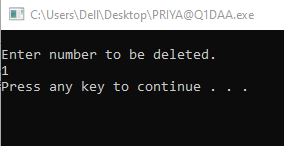 C:\Users\Dell\Desktop\PRIYA@Q1DAA.exe
Enter number to be deleted.
1
Press any key to continue . . .